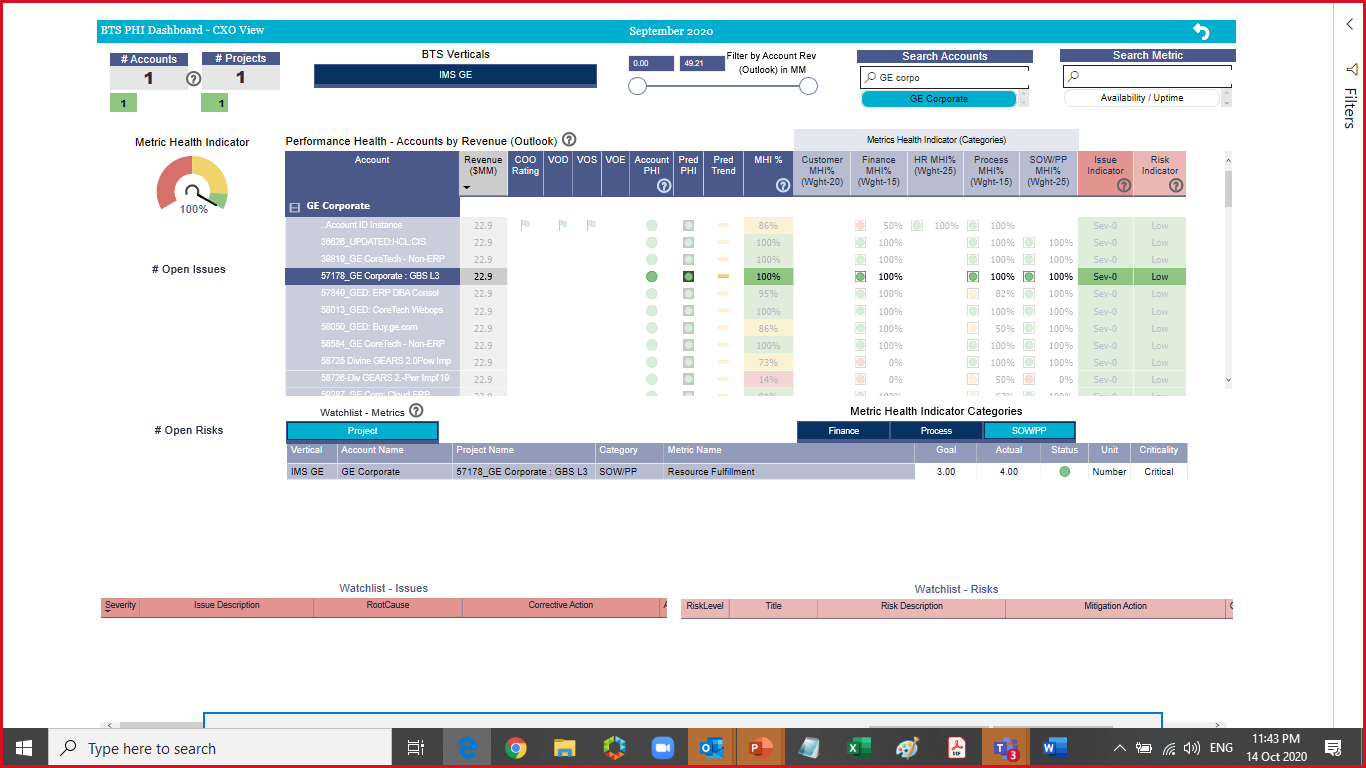 BTS PHI Dashboard - CXO View
September 2020
# Accounts
1
1
# Projects
1
1
BTS Verticals
IMS GE
0.00
49.21
Filter by Account Rev
(Outlook) in MM
Search Accounts
GE corpo
GE Corporate
Search Metric
Availability / Uptime
Filters
Metric Health Indicator
100%
# Open Issues
# Open Risks
Performance Health - Accounts by Revenue (Outlook)
Metrics Health Indicator (Categories)
Account Revenue ($MM) COO Rating VOD VOS VOE Account PHI Pred PHI Pred Trend MHI % Customer MHI% (Wght-20) Finance MHI% (Wght-15) HR MHI% (Wght-25) Process MHI% (Wght-15) SOW/PP MHI% (Wght-25) Issue Indicator Risk Indicator
GE Corporate
..Account ID Instance 22.9 86% 50% 100% 100% Sev-0 Low
36626_UPDATED:HCL:CIS 22.9 100% 100% 100% 100% Sev-0 Low
39819_GE CoreTech - Non-ERP 22.9 100% 100% 100% 100% Sev-0 Low
57178_GE Corporate : GBS L3 22.9 100% 100% 100% 100% Sev-0 Low
57849_GED: ERP DBA Consol 22.9 95% 100% 82% 100% Sev-0 Low
58013_GED: CoreTech Webops 22.9 100% 100% 100% 100% Sev-0 Low
58050_GED: Buy.ge.com 22.9 86% 100% 50% 100% Sev-0 Low
58584_GE CoreTech - Non-ERP 22.9 100% 100% 100% 100% Sev-0 Low
58725 Divine GEARS 2.0Pow Imp 22.9 73% 0% 100% 100% Sev-0 Low
58726-Div GEARS 2.-Pwr Impl'19 22.9 14% 0% 50% 0% Sev-0 Low
Watchlist - Metrics
Project
Metric Health Indicator Categories
Finance Process SOW/PP
Vertical Account Name Project Name Category Metric Name Goal Actual Status Unit Criticality
IMS GE GE Corporate 57178_GE Corporate : GBS L3 SOW/PP Resource Fulfillment 3.00 4.00 Number Critical
Watchlist - Issues
Severity Issue Description RootCause Corrective Action
Watchlist - Risks
RiskLevel Title Risk Description Mitigation Action
Type here to search
3
ENG
11:43 PM
14 Oct 2020